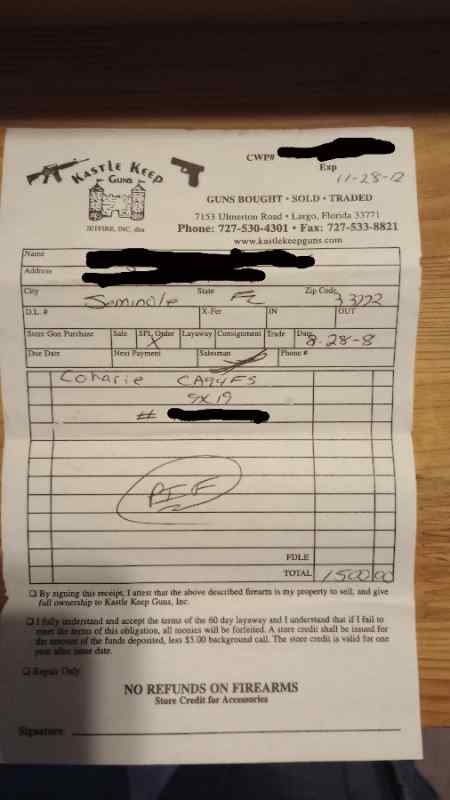 CWP#
Exp
11-28-12
KASTLE KEEP
GUNS
JETFIRE, INC. dba
GUNS BOUGHT • SOLD • TRADED
7153 Ulmerton Road • Largo, Florida 33771
Phone: 727-530-4301 • Fax: 727-533-8821
www.kastlekeepguns.com
Name
Address
City Seminole State FL Zip Code 33772
D.L. # X-Fer IN OUT
Store Gun Purchase Sale SPL Order X Layaway Consignment Trade Date 8-28-8
Due Date Next Payment Salesman Phone #
Coharie CA94FS
9X19
#
PIF
FDLE
TOTAL 1500.00
☐ By signing this receipt, I attest that the above described firearm is my property to sell, and give
full ownership to Kastle Keep Guns, Inc.
☐ I fully understand and accept the terms of the 60 day layaway and I understand that if I fail to
meet the terms of this obligation, all monies will be forfeited. A store credit shall be issued for
the amount of the funds deposited, less $5.00 background call. The store credit is valid for one
year after issue date.
☐ Repair Only
NO REFUNDS ON FIREARMS
Store Credit for Accessories
Signature: